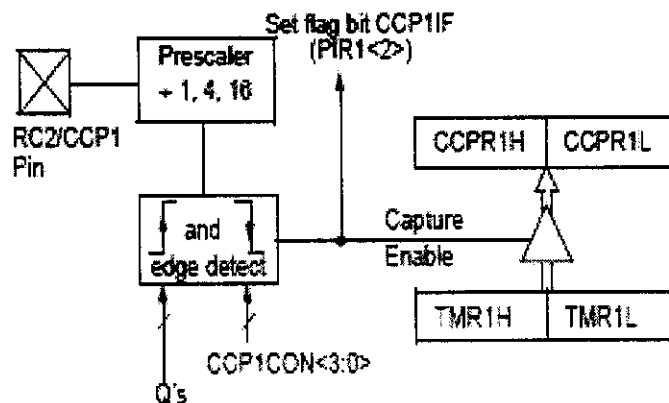 Set flag bit CCP1IF
(PIR1<2>)
Prescaler
÷ 1, 4, 16
RC2/CCP1
Pin
CCPR1H CCPR1L
and
edge detect
Capture
Enable
TMR1H TMR1L
CCP1CON<3:0>
Q's